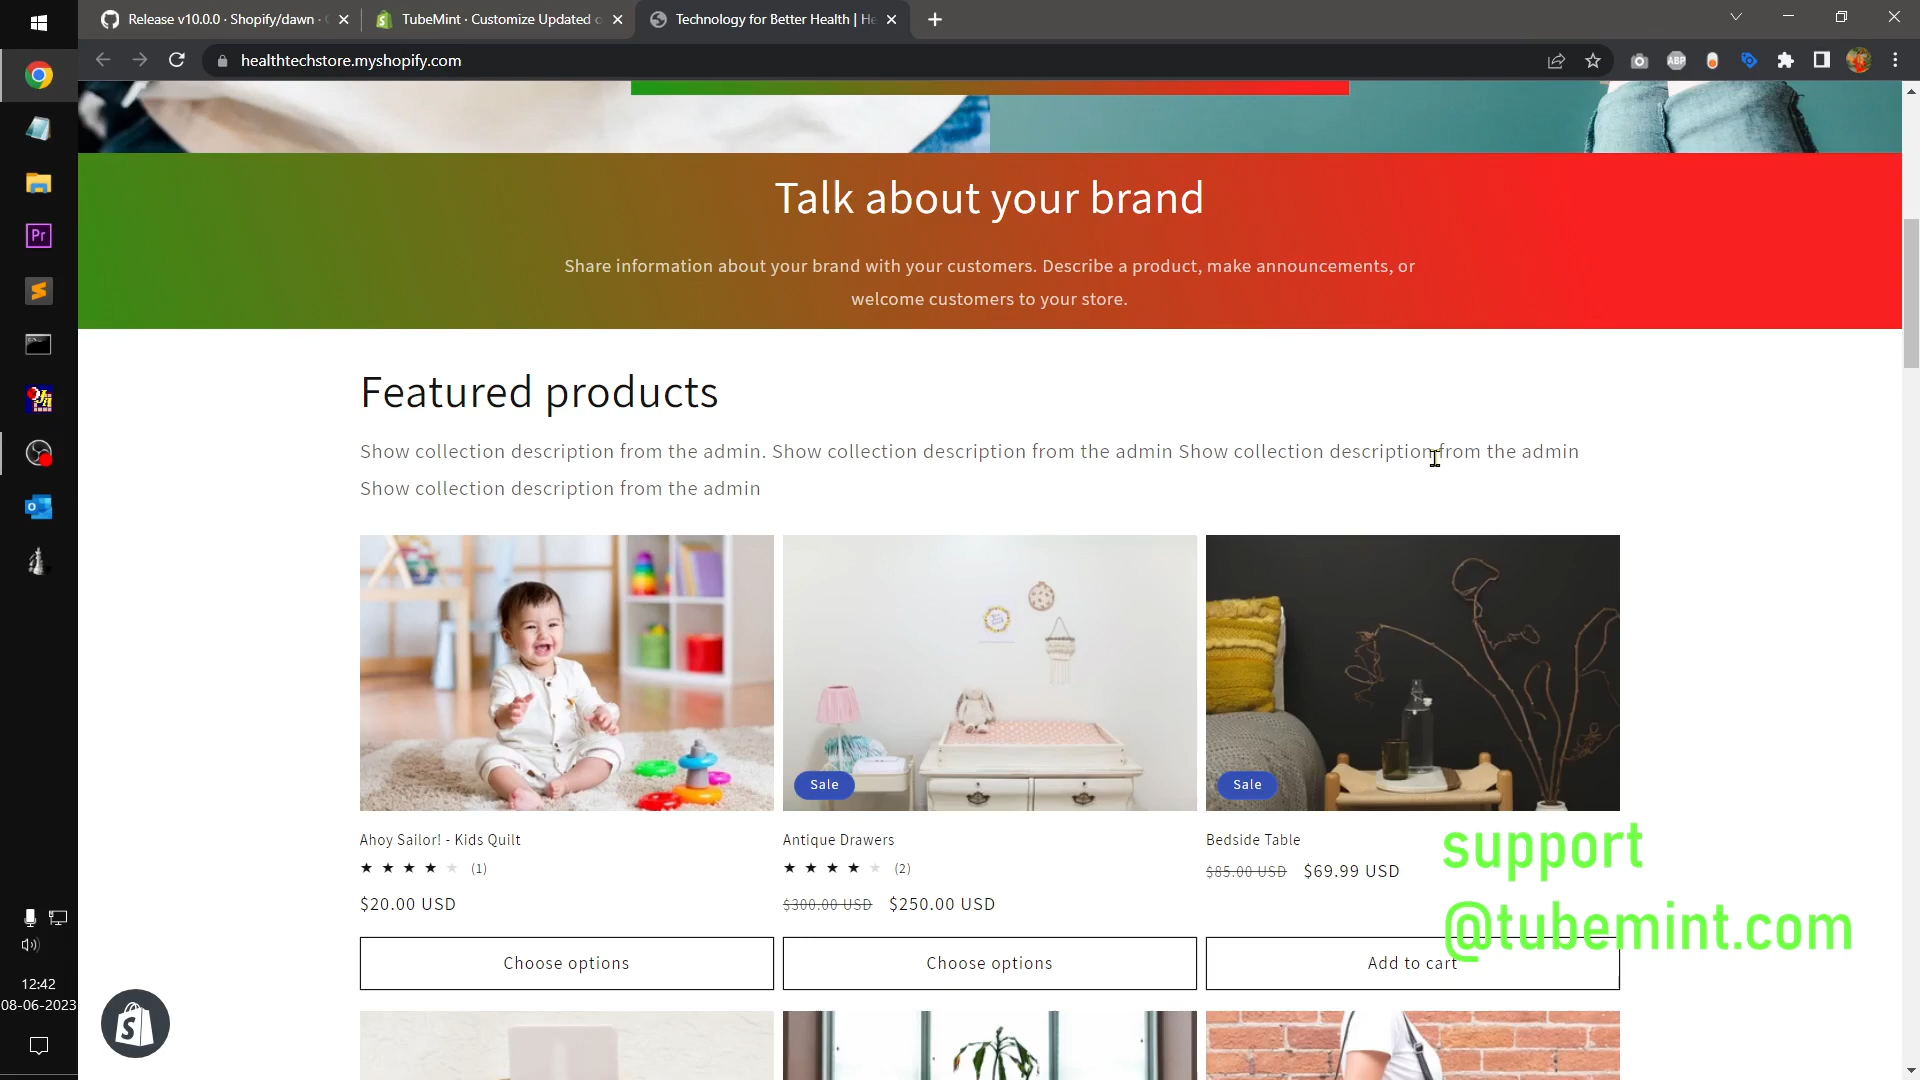 Release v10.0.0 · Shopify/dawn ·
TubeMint · Customize Updated
Technology for Better Health | He
healthtechstore.myshopify.com
ABP
Talk about your brand
Share information about your brand with your customers. Describe a product, make announcements, or
welcome customers to your store.
Featured products
Show collection description from the admin. Show collection description from the admin Show collection description from the admin
Show collection description from the admin
Sale
Sale
Ahoy Sailor! - Kids Quilt
Antique Drawers
Bedside Table
(1)
(2)
$85.00 USD $69.99 USD
$20.00 USD
$300.00 USD $250.00 USD
Choose options
Choose options
Add to cart
support
@tubemint.com
Pr
12:42
08-06-2023